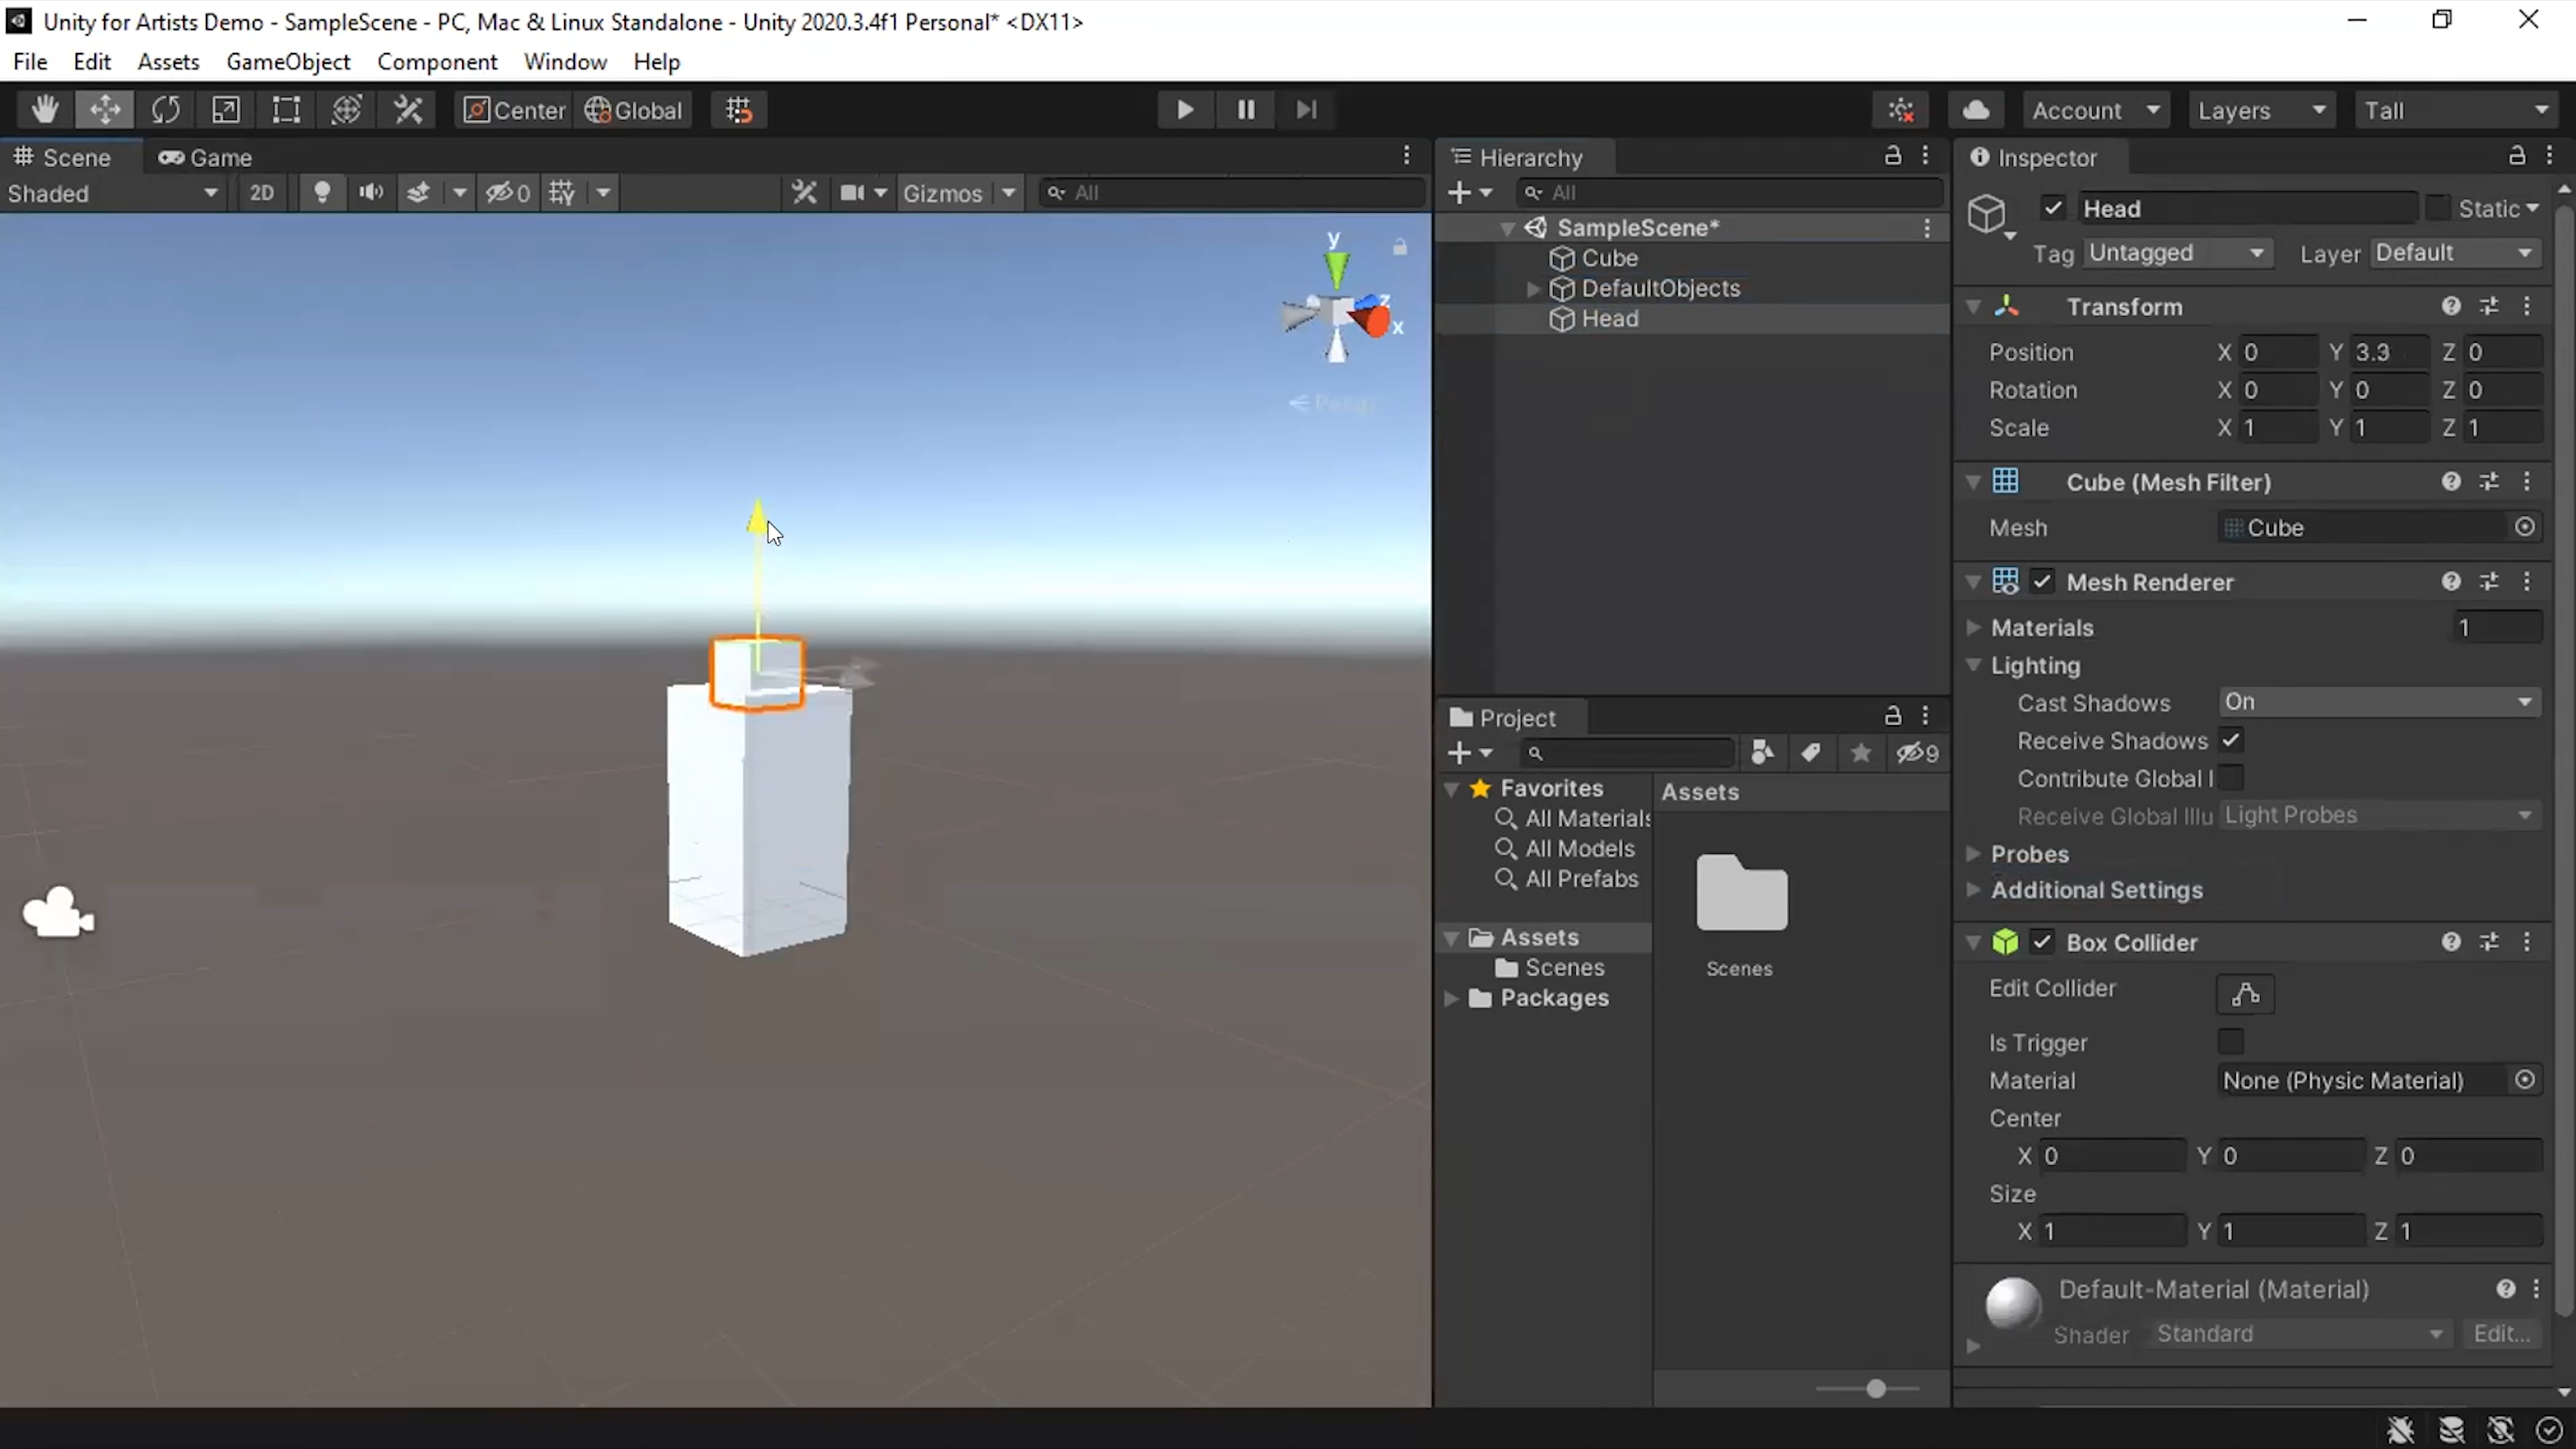 Unity for Artists Demo - SampleScene - PC, Mac & Linux Standalone - Unity 2020.3.4f1 Personal* <DX11>
File Edit Assets GameObject Component Window Help
Center Global Account Layers Tall
Scene Game
Shaded 2D 0 Gizmos All
y
z
x
Persp
Hierarchy
All
SampleScene*
Cube
DefaultObjects
Head
Project
9
Favorites
All Materials
All Models
All Prefabs
Assets
Scenes
Packages
Assets
Scenes
Inspector
Head Static
Tag Untagged Layer Default
Transform
Position X 0 Y 3.3 Z 0
Rotation X 0 Y 0 Z 0
Scale X 1 Y 1 Z 1
Cube (Mesh Filter)
Mesh Cube
Mesh Renderer
Materials 1
Lighting
Cast Shadows On
Receive Shadows
Contribute Global I
Receive Global Illu Light Probes
Probes
Additional Settings
Box Collider
Edit Collider
Is Trigger
Material None (Physic Material)
Center
X 0 Y 0 Z 0
Size
X 1 Y 1 Z 1
Default-Material (Material)
Shader Standard Edit...